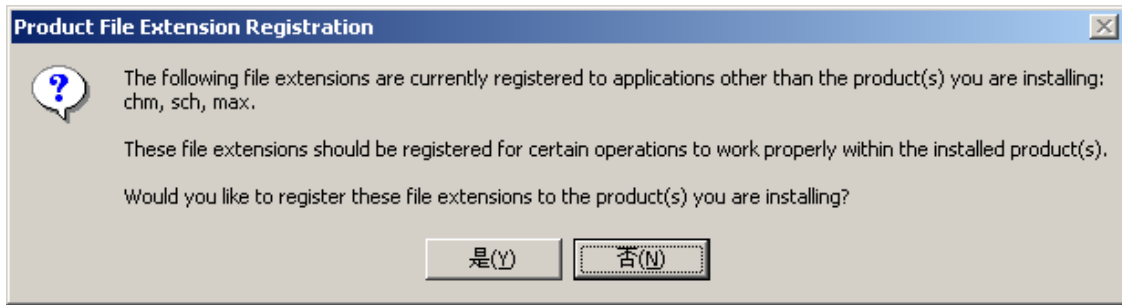 Product File Extension Registration
The following file extensions are currently registered to applications other than the product(s) you are installing:
chm, sch, max.
These file extensions should be registered for certain operations to work properly within the installed product(s).
Would you like to register these file extensions to the product(s) you are installing?
是(Y)
否(N)